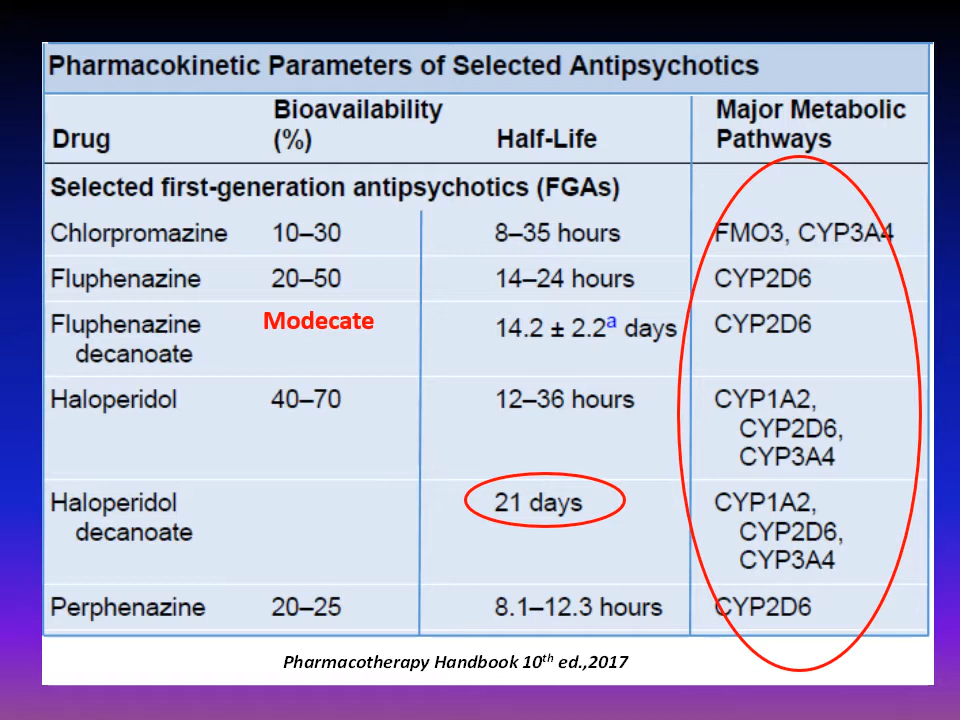 Pharmacokinetic Parameters of Selected Antipsychotics
Drug Bioavailability (%) Half-Life Major Metabolic Pathways
Selected first-generation antipsychotics (FGAs)
Chlorpromazine 10–30 8–35 hours FMO3, CYP3A4
Fluphenazine 20–50 14–24 hours CYP2D6
Fluphenazine decanoate Modecate 14.2 ± 2.2ᵃ days CYP2D6
Haloperidol 40–70 12–36 hours CYP1A2, CYP2D6, CYP3A4
Haloperidol decanoate 21 days CYP1A2, CYP2D6, CYP3A4
Perphenazine 20–25 8.1–12.3 hours CYP2D6
Pharmacotherapy Handbook 10th ed.,2017